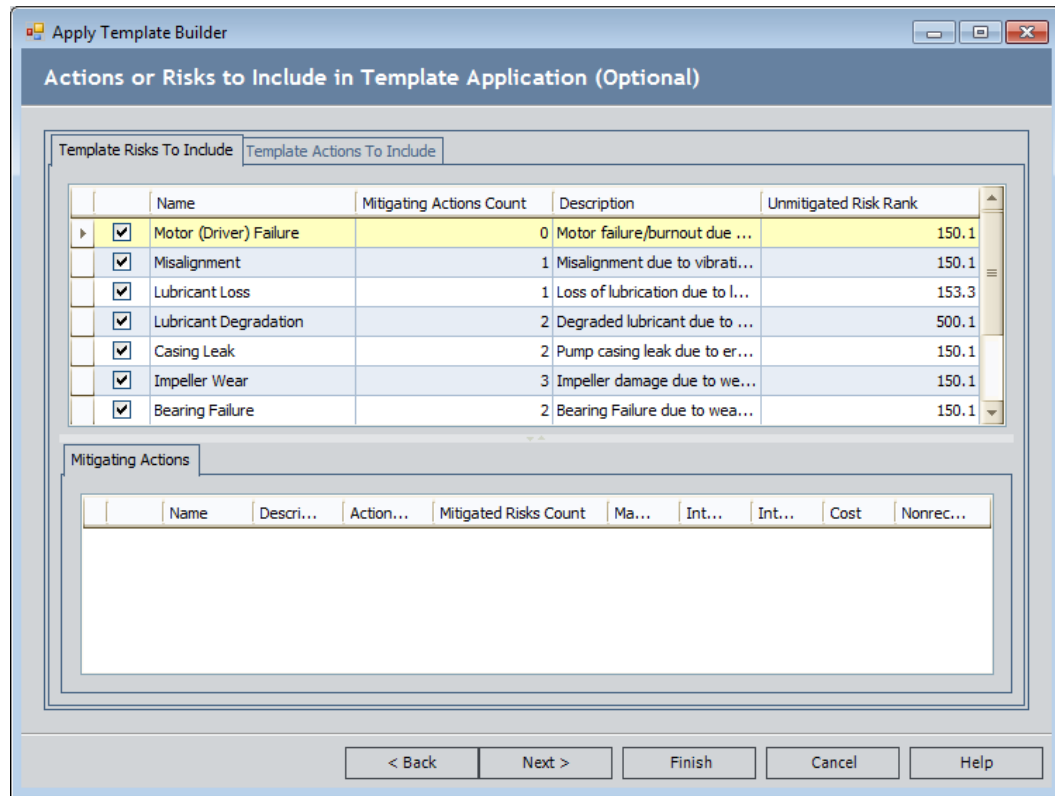 Apply Template Builder
Actions or Risks to Include in Template Application (Optional)
Template Risks To Include Template Actions To Include
Name Mitigating Actions Count Description Unmitigated Risk Rank
Motor (Driver) Failure 0 Motor failure/burnout due ... 150.1
Misalignment 1 Misalignment due to vibrati... 150.1
Lubricant Loss 1 Loss of lubrication due to l... 153.3
Lubricant Degradation 2 Degraded lubricant due to ... 500.1
Casing Leak 2 Pump casing leak due to er... 150.1
Impeller Wear 3 Impeller damage due to we... 150.1
Bearing Failure 2 Bearing Failure due to wea... 150.1
Mitigating Actions
Name Descri... Action... Mitigated Risks Count Ma... Int... Int... Cost Nonrec...
< Back Next > Finish Cancel Help